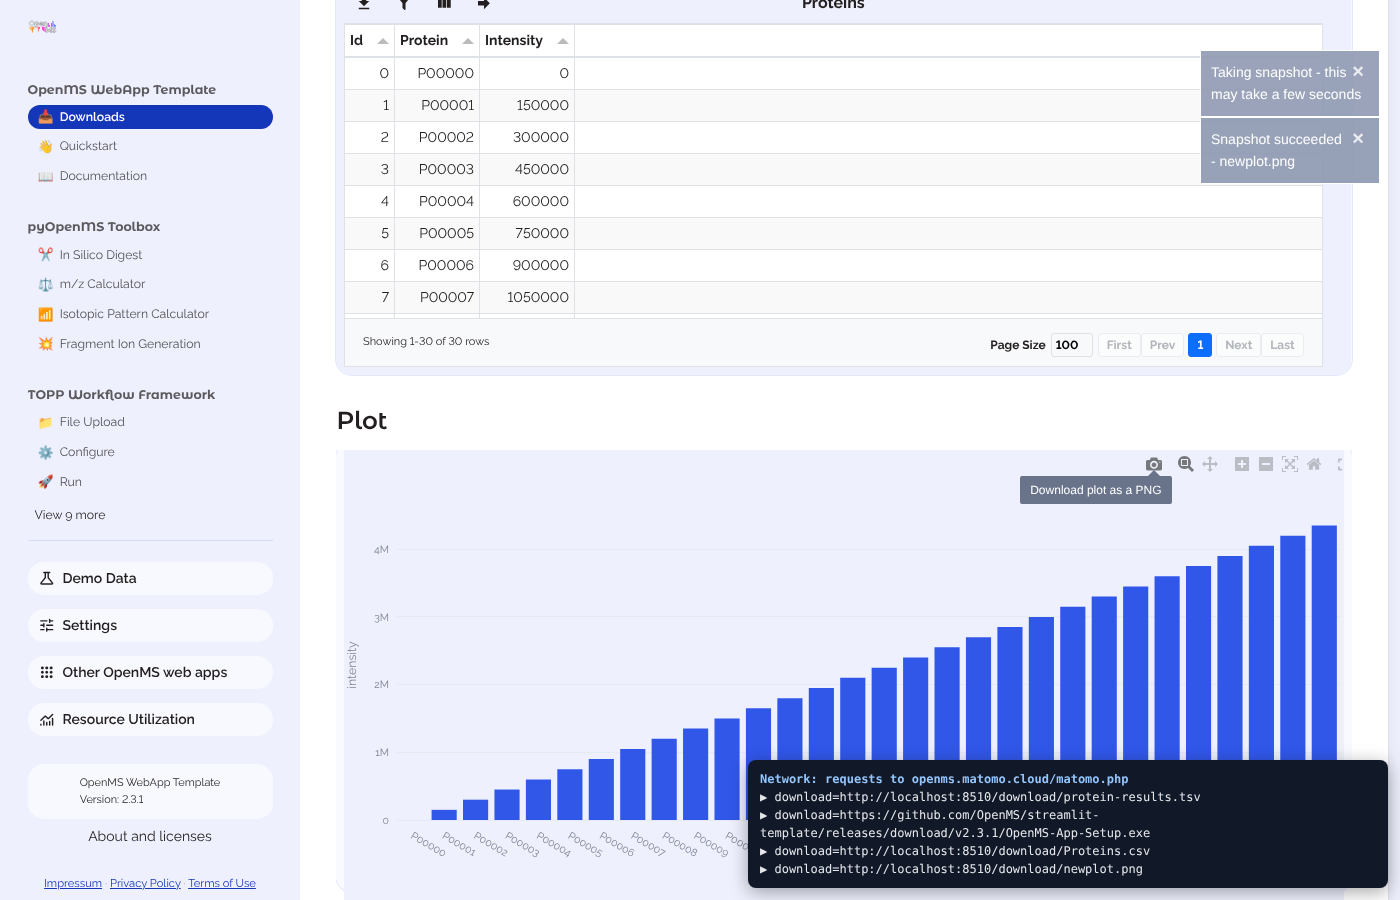 OpenMS WebApp Template
Downloads
Quickstart
Documentation
pyOpenMS Toolbox
In Silico Digest
m/z Calculator
Isotopic Pattern Calculator
Fragment Ion Generation
TOPP Workflow Framework
File Upload
Configure
Run
View 9 more
Demo Data
Settings
Other OpenMS web apps
Resource Utilization
OpenMS WebApp Template
Version: 2.3.1
About and licenses
Impressum · Privacy Policy · Terms of Use
Proteins
Id Protein Intensity
0 P00000 0
1 P00001 150000
2 P00002 300000
3 P00003 450000
4 P00004 600000
5 P00005 750000
6 P00006 900000
7 P00007 1050000
Showing 1-30 of 30 rows
Page Size 100 First Prev 1 Next Last
Taking snapshot - this
may take a few seconds
Snapshot succeeded
- newplot.png
Plot
Download plot as a PNG
4M
3M
2M
1M
0
intensity
P00000
P00001
P00002
P00003
P00004
P00005
P00006
P00007
P00008
P00009
Network: requests to openms.matomo.cloud/matomo.php
▶ download=http://localhost:8510/download/protein-results.tsv
▶ download=https://github.com/OpenMS/streamlit-
template/releases/download/v2.3.1/OpenMS-App-Setup.exe
▶ download=http://localhost:8510/download/Proteins.csv
▶ download=http://localhost:8510/download/newplot.png